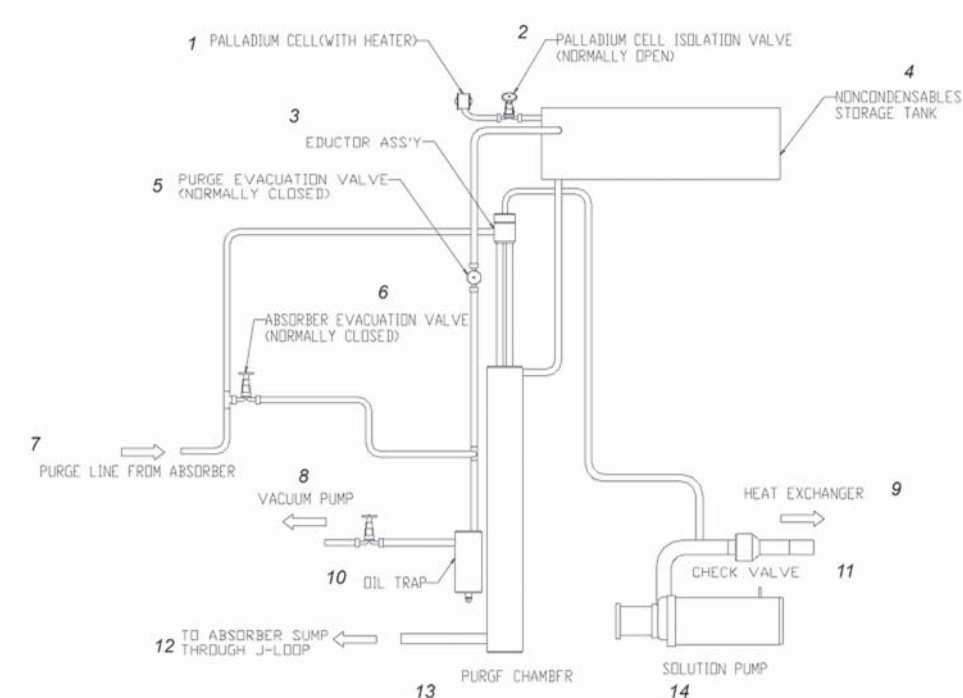 1 PALLADIUM CELL(WITH HEATER)
2 PALLADIUM CELL ISOLATION VALVE
(NORMALLY OPEN)
4
NONCONDENSABLES
STORAGE TANK
3
EDUCTOR ASS'Y
5 PURGE EVACUATION VALVE
(NORMALLY CLOSED)
6
ABSORBER EVACUATION VALVE
(NORMALLY CLOSED)
7
PURGE LINE FROM ABSORBER
8
VACUUM PUMP
HEAT EXCHANGER 9
10 OIL TRAP
CHECK VALVE 11
12 TO ABSORBER SUMP
THROUGH J-LOOP
PURGF CHAMBER
13
SOLUTION PUMP
14